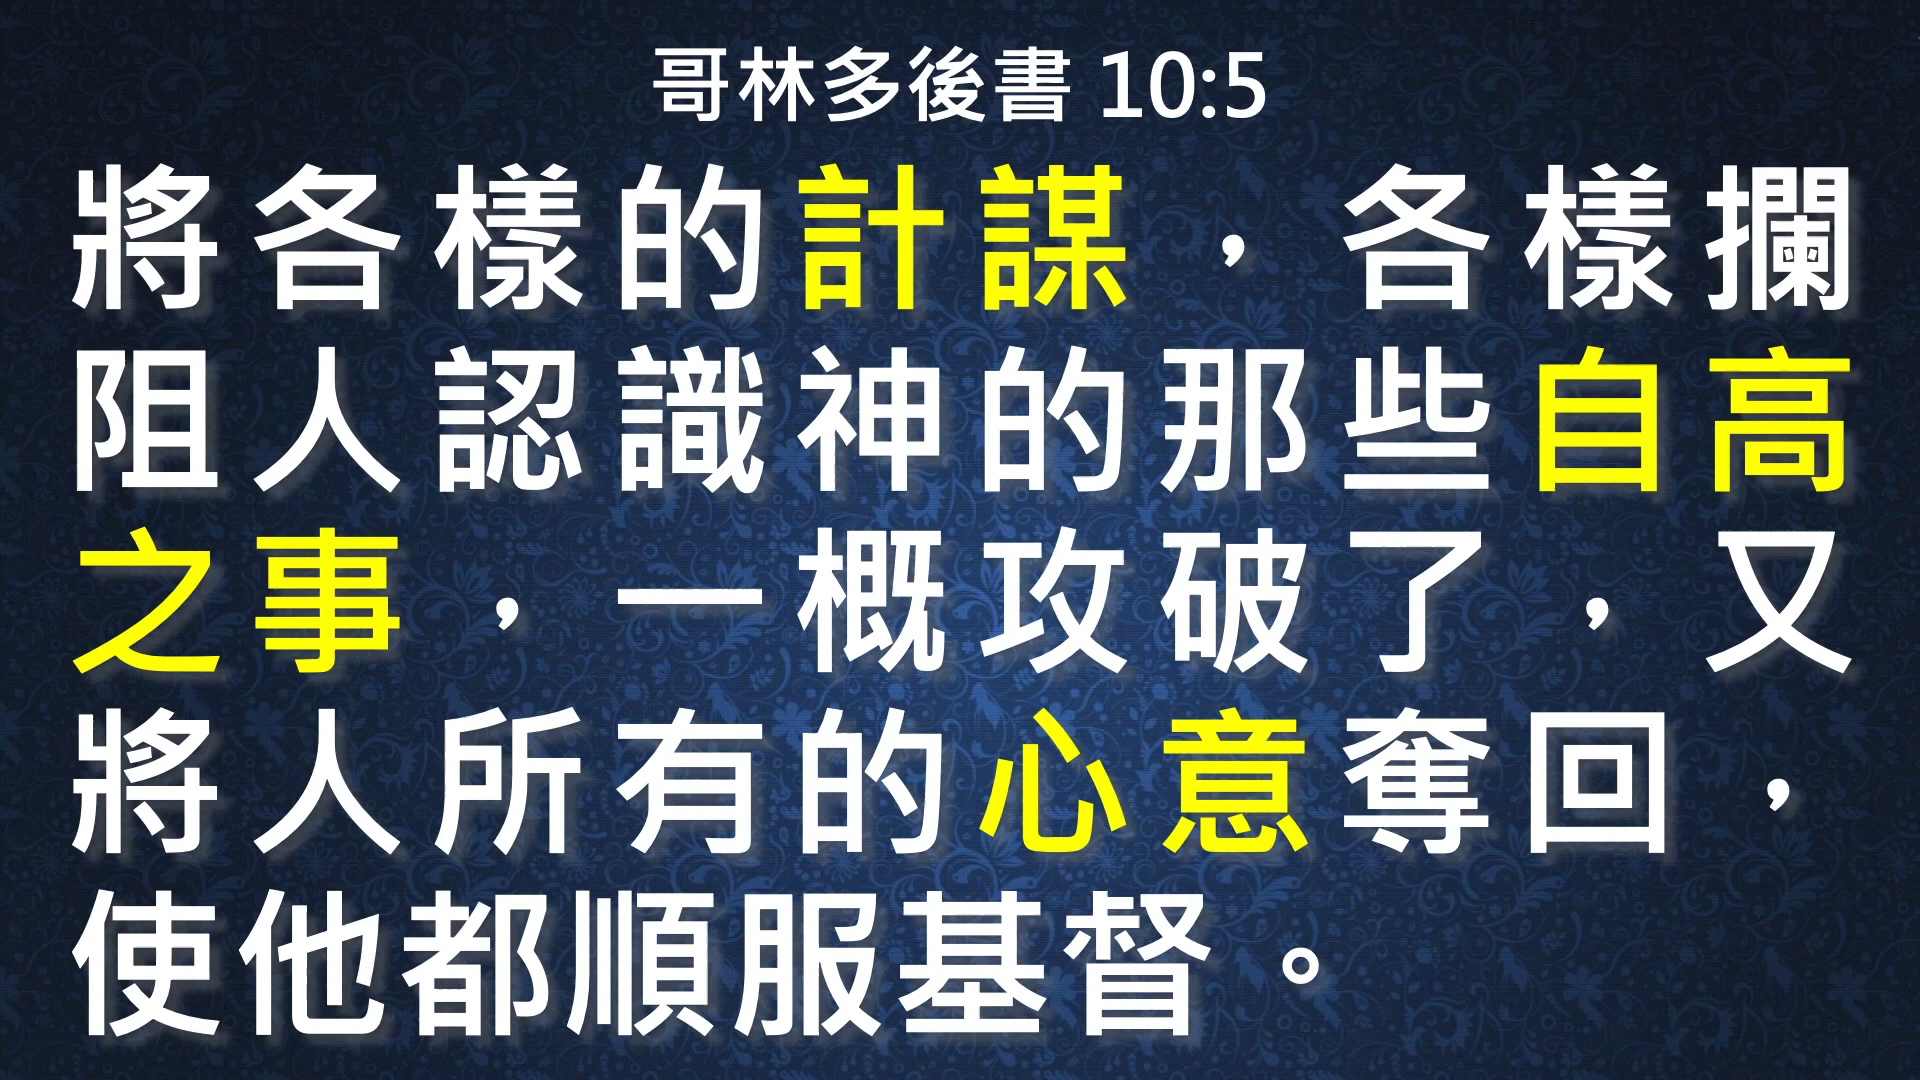 哥林多後書 10:5
將各樣的計謀，各樣攔
阻人認識神的那些自高
之事，一概攻破了，又
將人所有的心意奪回，
使他都順服基督。